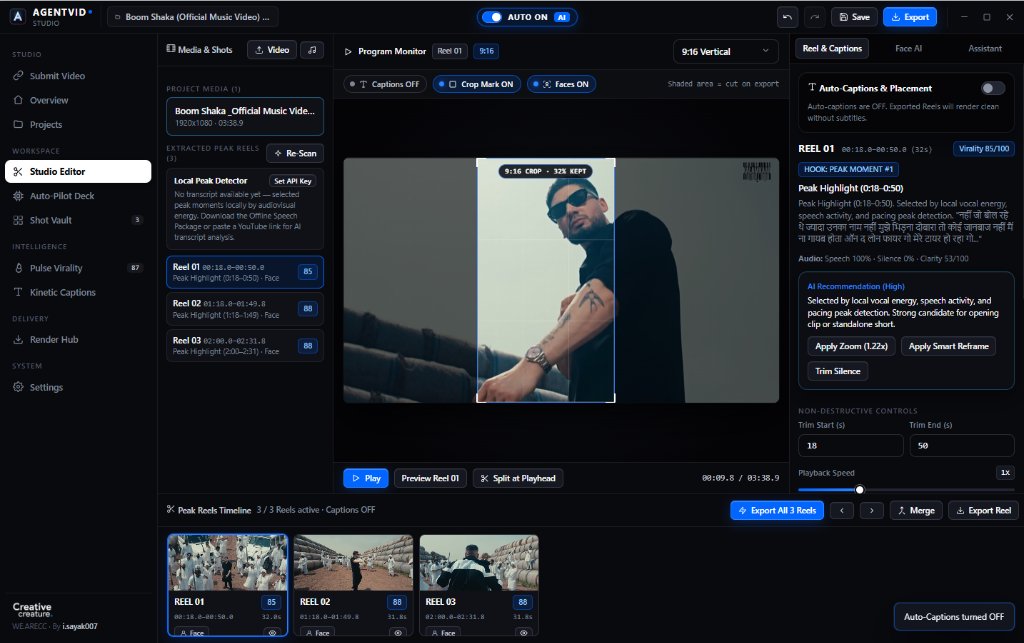 AGENTVID
STUDIO
Boom Shaka (Official Music Video) ...
AUTO ON AI
Save
Export
STUDIO
Submit Video
Overview
Projects
WORKSPACE
Studio Editor
Auto-Pilot Deck
Shot Vault 3
INTELLIGENCE
Pulse Virality 87
Kinetic Captions
DELIVERY
Render Hub
SYSTEM
Settings
Creative
creature.
WE ARE CC · By i.sayak007
Media & Shots
Video
PROJECT MEDIA (1)
Boom Shaka _Official Music Vide...
1920x1080 · 03:38.9
EXTRACTED PEAK REELS
(3)
Re-Scan
Local Peak Detector
Set API Key
No transcript available yet — selected
peak moments locally by audiovisual
energy. Download the Offline Speech
Package or paste a YouTube link for AI
transcript analysis.
Reel 01 00:18.0–00:50.0
Peak Highlight (0:18–0:50) · Face
85
Reel 02 01:18.0–01:49.8
Peak Highlight (1:18–1:49) · Face
88
Reel 03 02:00.0–02:31.8
Peak Highlight (2:00–2:31) · Face
88
Program Monitor
Reel 01
9:16
9:16 Vertical
Captions OFF
Crop Mark ON
Faces ON
Shaded area = cut on export
9:16 CROP · 32% KEPT
Play
Preview Reel 01
Split at Playhead
00:09.8 / 03:38.9
Reel & Captions
Face AI
Assistant
Auto-Captions & Placement
Auto-captions are OFF. Exported Reels will render clean
without subtitles.
REEL 01 00:18.0–00:50.0 (32s)
Virality 85/100
HOOK: PEAK MOMENT #1
Peak Highlight (0:18–0:50)
Peak Highlight (0:18–0:50). Selected by local vocal energy,
speech activity, and pacing peak detection. "नहीं जो बोल रहे
थे ज्यादा उनका नाम नहीं मुझे भिड़ना दोबारा तो कोई जानबाज नहीं मैं
ना गायब होता ऑन द लोन फायर गो मेरे टायर हो रहा गो..."
Audio: Speech 100% · Silence 0% · Clarity 53/100
AI Recommendation (High)
Selected by local vocal energy, speech activity, and
pacing peak detection. Strong candidate for opening
clip or standalone short.
Apply Zoom (1.22x)
Apply Smart Reframe
Trim Silence
NON-DESTRUCTIVE CONTROLS
Trim Start (s)
Trim End (s)
18
50
Playback Speed
1X
Peak Reels Timeline
3 / 3 Reels active · Captions OFF
Export All 3 Reels
Merge
Export Reel
REEL 01 85
00:18.0–00:50.0 32.0s
Face
REEL 02 88
01:18.0–01:49.8 31.8s
Face
REEL 03 88
02:00.0–02:31.8 31.8s
Face
Auto-Captions turned OFF